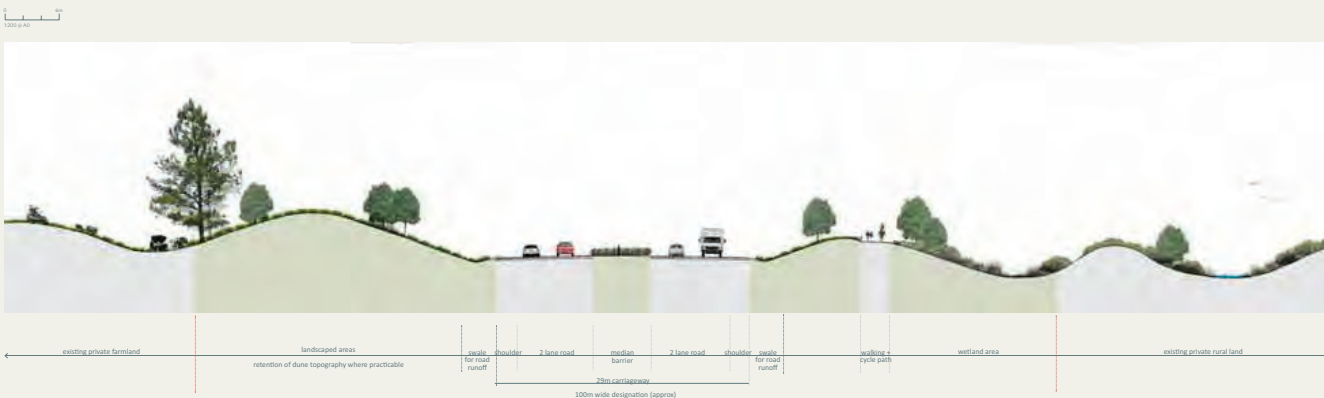 0
1:200 @ A0
existing private farmland
landscaped areas
retention of dune topography where practicable
swale
for road
runoff
shoulder
2 lane road
median
barrier
2 lane road
shoulder
swale
for road
runoff
walking +
cycle path
wetland area
existing private rural land
29m carriageway
100m wide designation (approx)